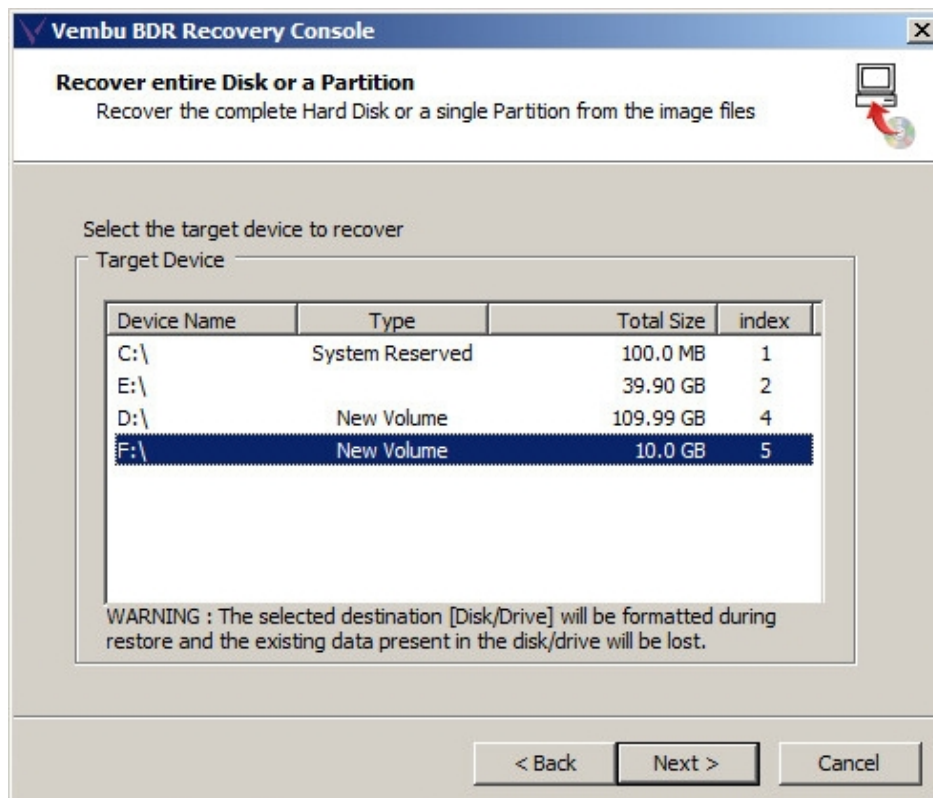 Vembu BDR Recovery Console
Recover entire Disk or a Partition
Recover the complete Hard Disk or a single Partition from the image files
Select the target device to recover
Target Device
Device Name Type Total Size index
C:\ System Reserved 100.0 MB 1
E:\ 39.90 GB 2
D:\ New Volume 109.99 GB 4
F:\ New Volume 10.0 GB 5
WARNING : The selected destination [Disk/Drive] will be formatted during
restore and the existing data present in the disk/drive will be lost.
< Back Next > Cancel